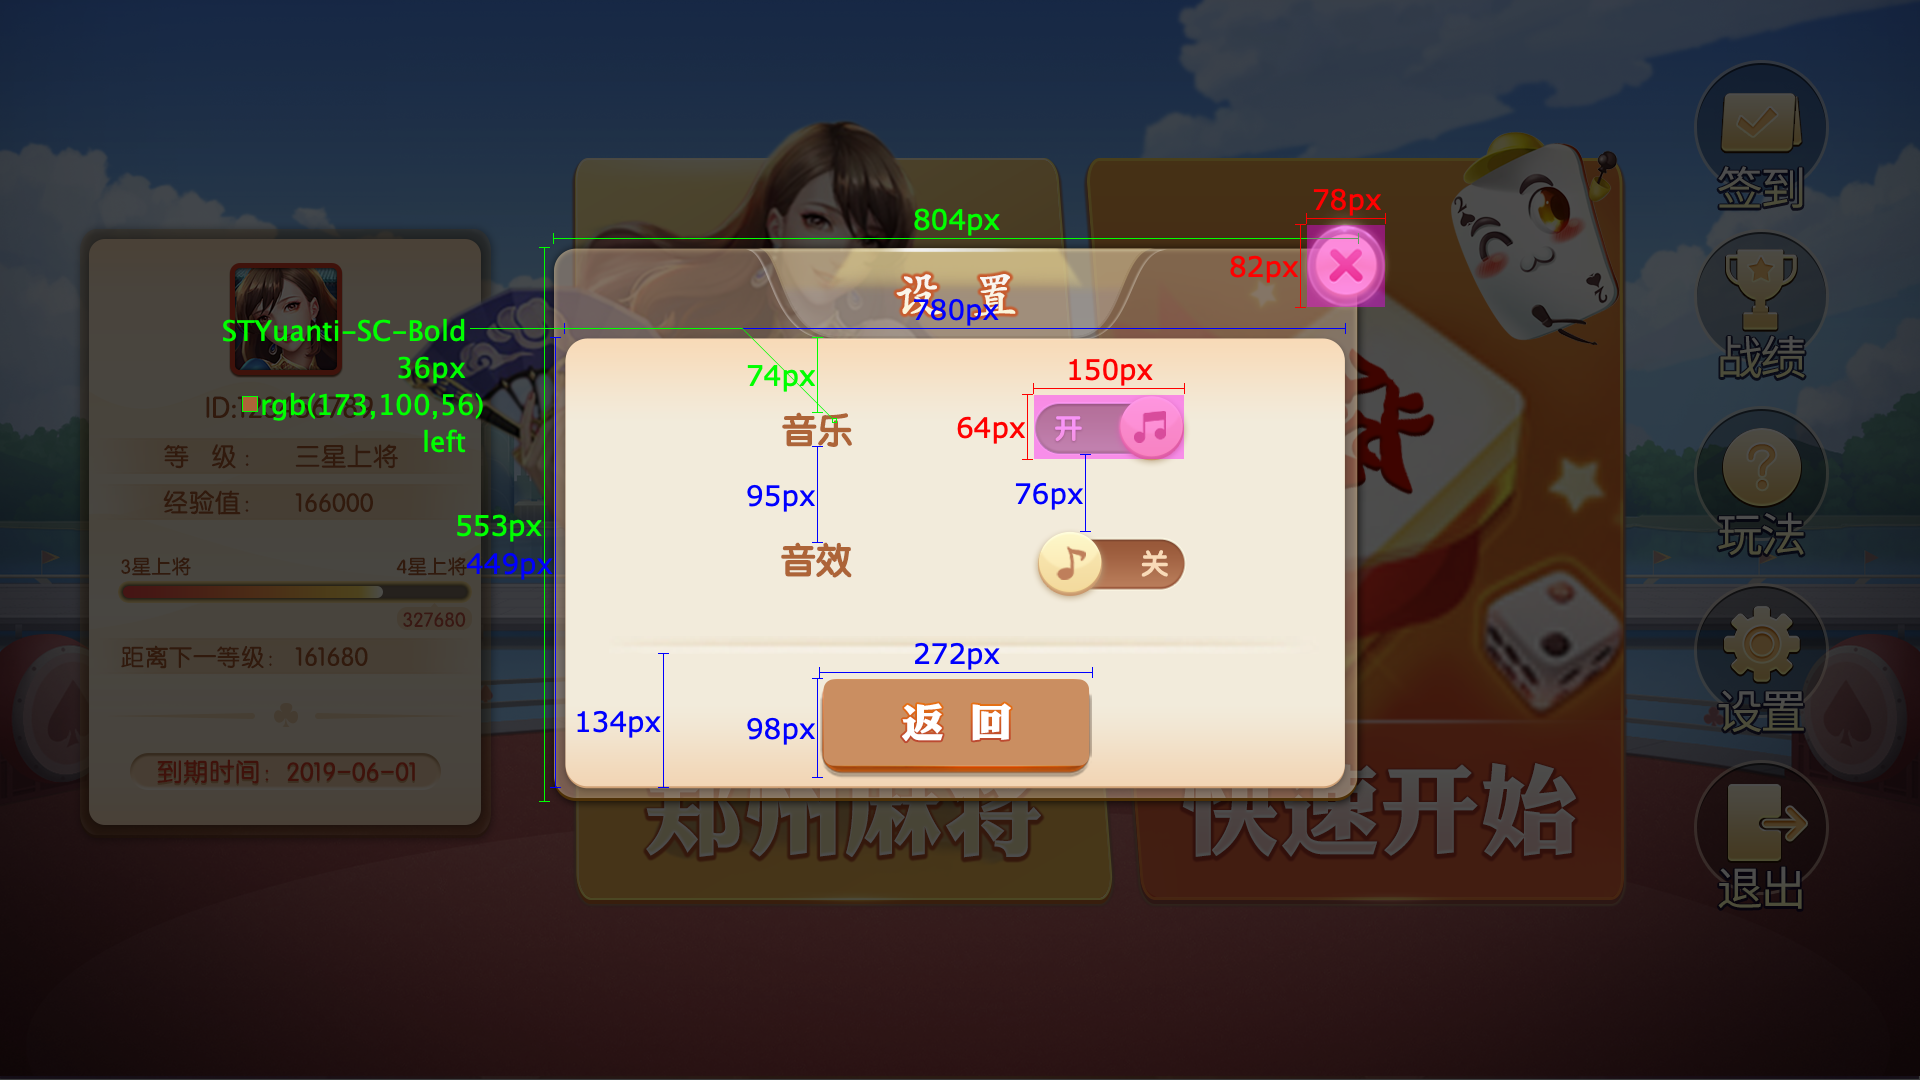 签到
78px
804px
82px
设 置
780px
战绩
STYuanti-SC-Bold
36px
rgb(173,100,56)
left
74px
150px
音乐
64px
开
等 级：
三星上将
经验值：
166000
95px
76px
553px
玩法
449px
音效
关
3星上将
4星上将
327680
距离下一等级：
161680
272px
134px
98px
返 回
设置
到期时间：2019-06-01
郑州麻将
快速开始
退出